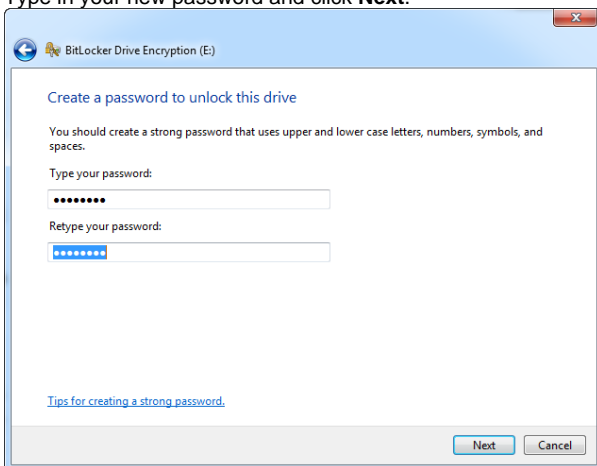 Type in your new password and click Next.
BitLocker Drive Encryption (E:)
Create a password to unlock this drive
You should create a strong password that uses upper and lower case letters, numbers, symbols, and
spaces.
Type your password:
●●●●●●●●
Retype your password:
●●●●●●●●
Tips for creating a strong password.
Next Cancel